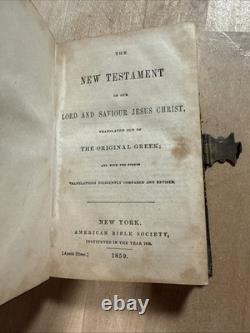 THE
NEW TESTAMENT
OF OUR
LORD AND SAVIOUR JESUS CHRIST,
TRANSLATED OUT OF
THE ORIGINAL GREEK;
AND WITH THE FORMER
TRANSLATIONS DILIGENTLY COMPARED AND REVISED.
NEW YORK:
AMERICAN BIBLE SOCIETY,
INSTITUTED IN THE YEAR
1859.